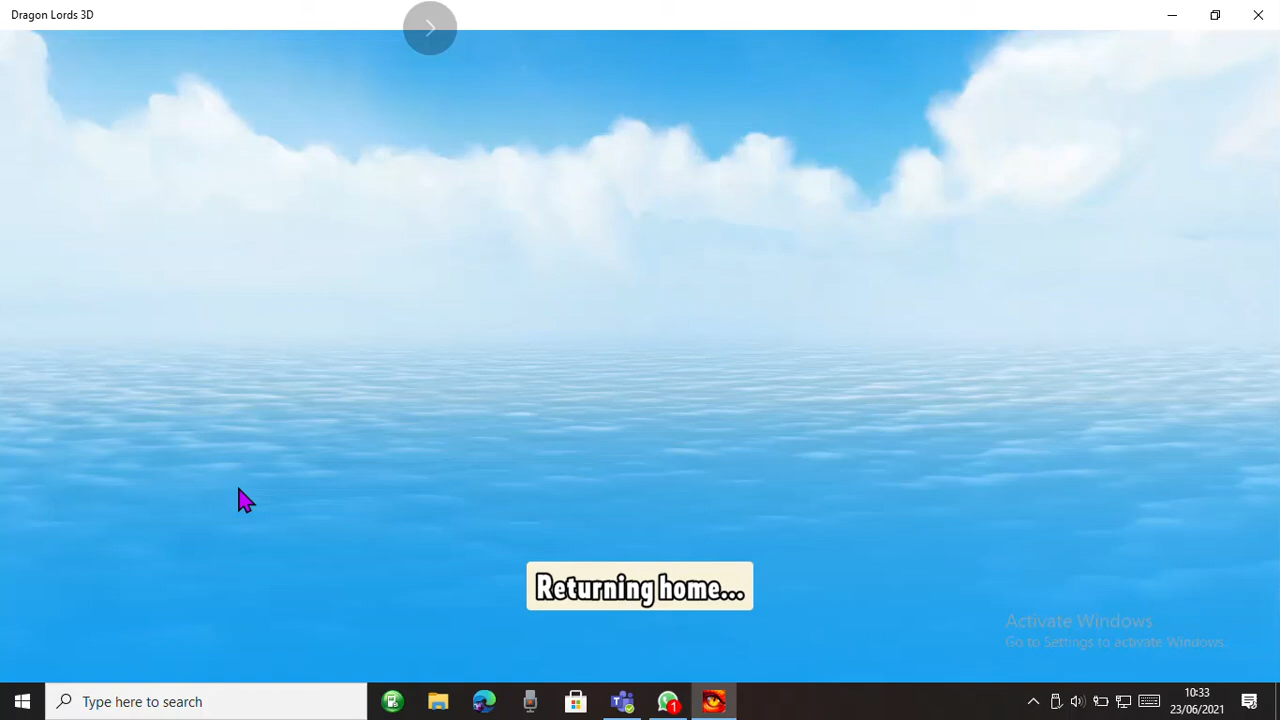 Dragon Lords 3D
Returning home...
Activate Windows
Go to Settings to activate Windows.
Type here to search
1
10:33
23/06/2021